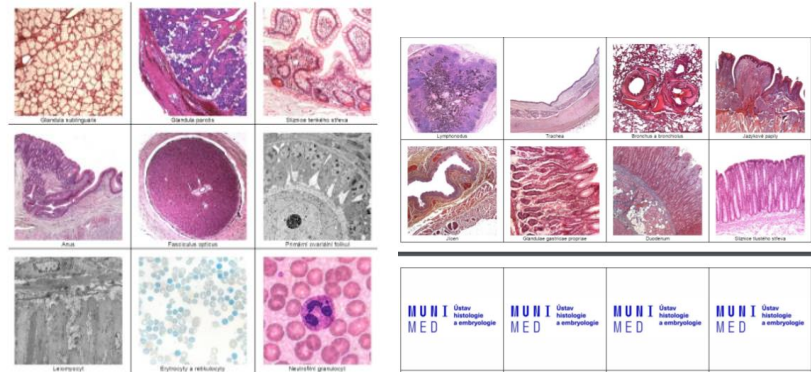 Glandula sublingualis
Glandula parotis
Sliznice tenkého střeva
Anus
Fasciculus opticus
Primární ovariální folikul
Leiomyocyt
Erytrocyty a retikulocyty
Neutrofilní granulocyt
Lymphonodus
Trachea
Bronchus a bronchiolus
Jazykové papily
Jícen
Glandulae gastricae propriae
Duodenum
Sliznice tlustého střeva
MUNI
MED
Ústav
histologie
a embryologie
MUNI
MED
Ústav
histologie
a embryologie
MUNI
MED
Ústav
histologie
a embryologie
MUNI
MED
Ústav
histologie
a embryologie